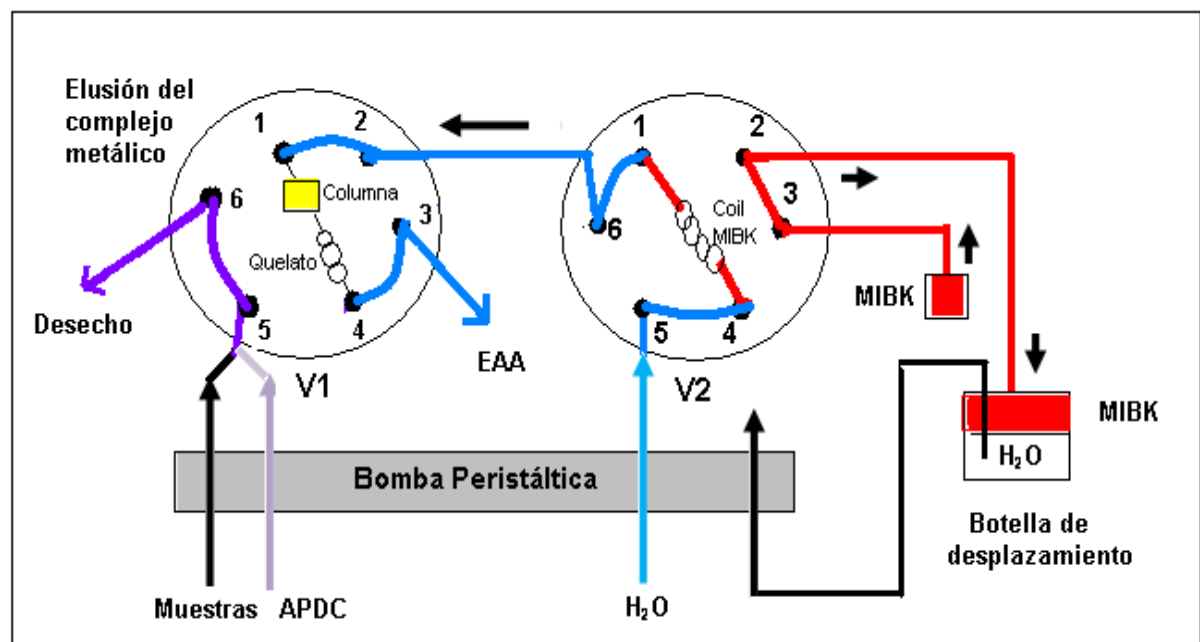 Elusión del
complejo
metálico
1
2
Columna
6
3
Quelato
4
5
Desecho
EAA
V1
1
2
3
Coil
MIBK
6
5
4
V2
MIBK
MIBK
H₂O
Bomba Peristáltica
Botella de
desplazamiento
Muestras
APDC
H₂O